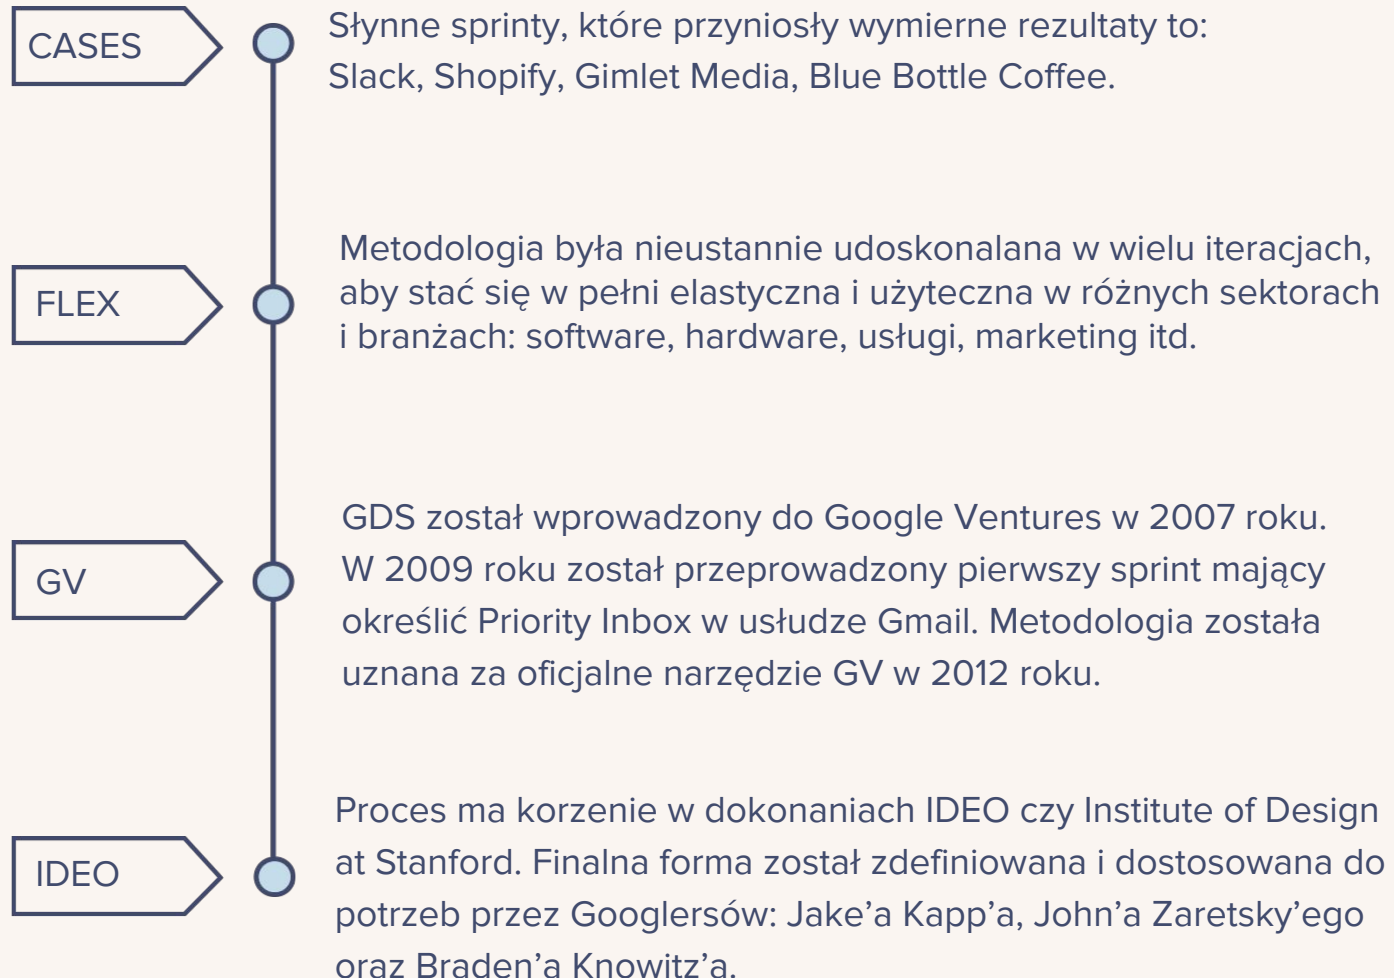 CASES
Słynne sprinty, które przyniosły wymierne rezultaty to:
Slack, Shopify, Gimlet Media, Blue Bottle Coffee.
FLEX
Metodologia była nieustannie udoskonalana w wielu iteracjach,
aby stać się w pełni elastyczna i użyteczna w różnych sektorach
i branżach: software, hardware, usługi, marketing itd.
GV
GDS został wprowadzony do Google Ventures w 2007 roku.
W 2009 roku został przeprowadzony pierwszy sprint mający
określić Priority Inbox w usłudze Gmail. Metodologia została
uznana za oficjalne narzędzie GV w 2012 roku.
IDEO
Proces ma korzenie w dokonaniach IDEO czy Institute of Design
at Stanford. Finalna forma został zdefiniowana i dostosowana do
potrzeb przez Googlersów: Jake’a Kapp’a, John’a Zaretsky’ego
oraz Braden’a Knowitz’a.